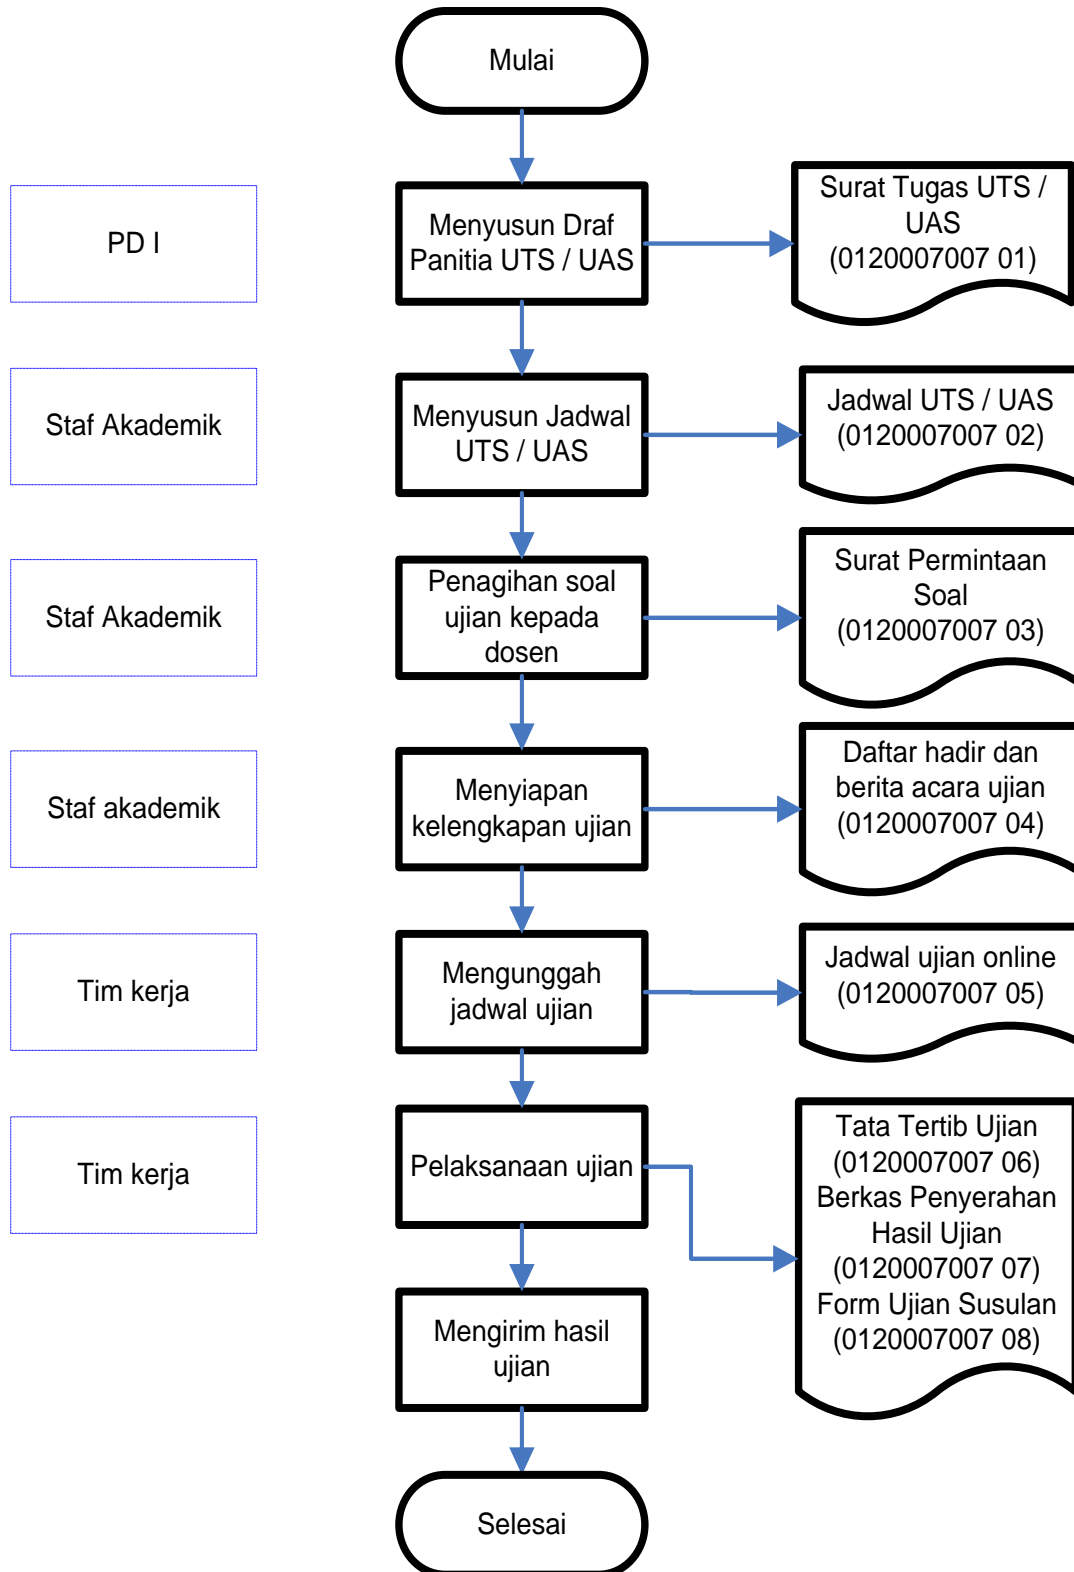 Mulai
PD I
Menyusun Draf
Panitia UTS / UAS
Surat Tugas UTS /
UAS
(0120007007 01)
Staf Akademik
Menyusun Jadwal
UTS / UAS
Jadwal UTS / UAS
(0120007007 02)
Staf Akademik
Penagihan soal
ujian kepada
dosen
Surat Permintaan
Soal
(0120007007 03)
Staf akademik
Menyiapan
kelengkapan ujian
Daftar hadir dan
berita acara ujian
(0120007007 04)
Tim kerja
Mengunggah
jadwal ujian
Jadwal ujian online
(0120007007 05)
Tim kerja
Pelaksanaan ujian
Tata Tertib Ujian
(0120007007 06)
Berkas Penyerahan
Hasil Ujian
(0120007007 07)
Form Ujian Susulan
(0120007007 08)
Mengirim hasil
ujian
Selesai